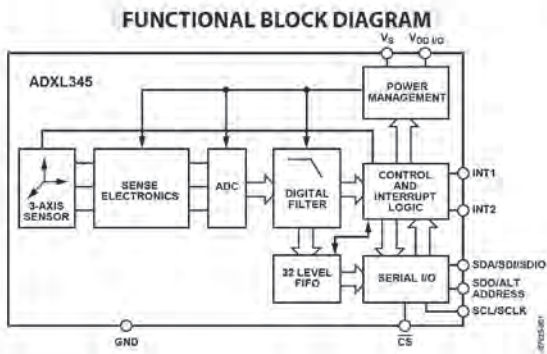 FUNCTIONAL BLOCK DIAGRAM
VS
VDD I/O
ADXL345
POWER
MANAGEMENT
3-AXIS
SENSOR
SENSE
ELECTRONICS
ADC
DIGITAL
FILTER
CONTROL
AND
INTERRUPT
LOGIC
INT1
INT2
32 LEVEL
FIFO
SERIAL I/O
SDA/SDI/SDIO
SDO/ALT
ADDRESS
SCL/SCLK
GND
CS